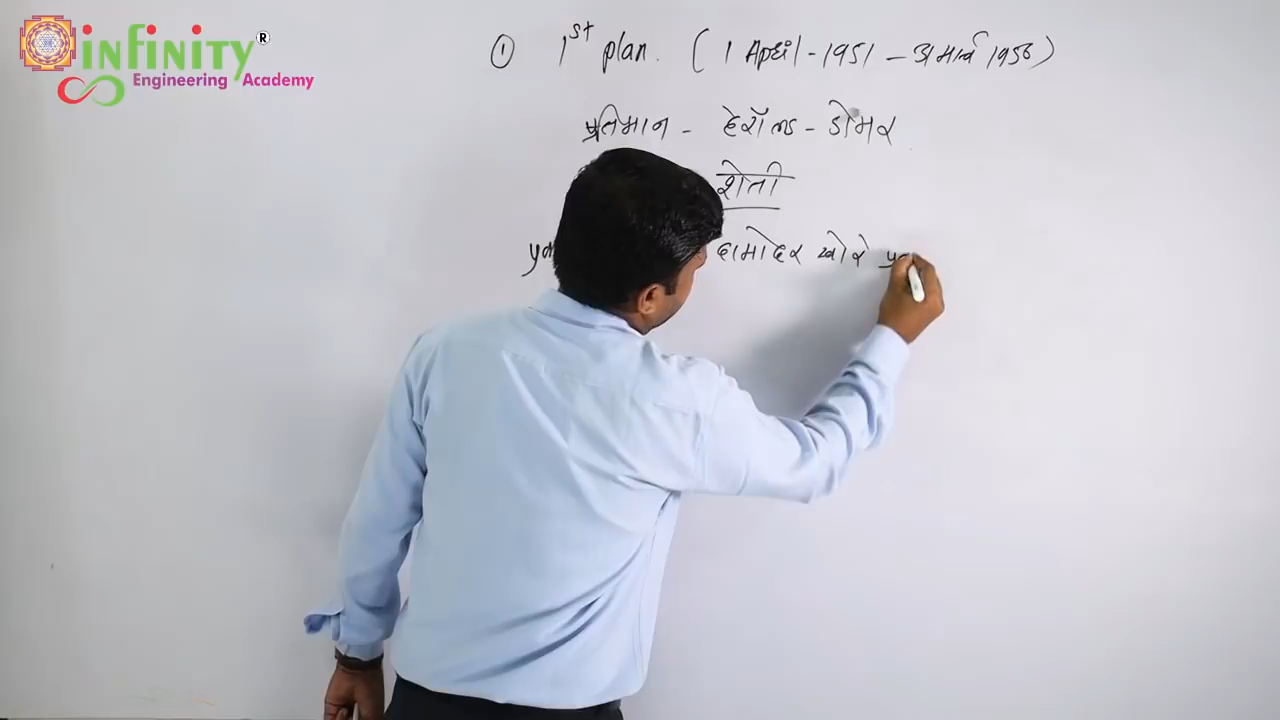 infinity®
Engineering Academy
① 1st plan. ( 1 April - 1951 - 31 मार्च 1956 )
प्रतिमान - हेरॉल्ड - डोमर
शेती
दामोदर खोरे